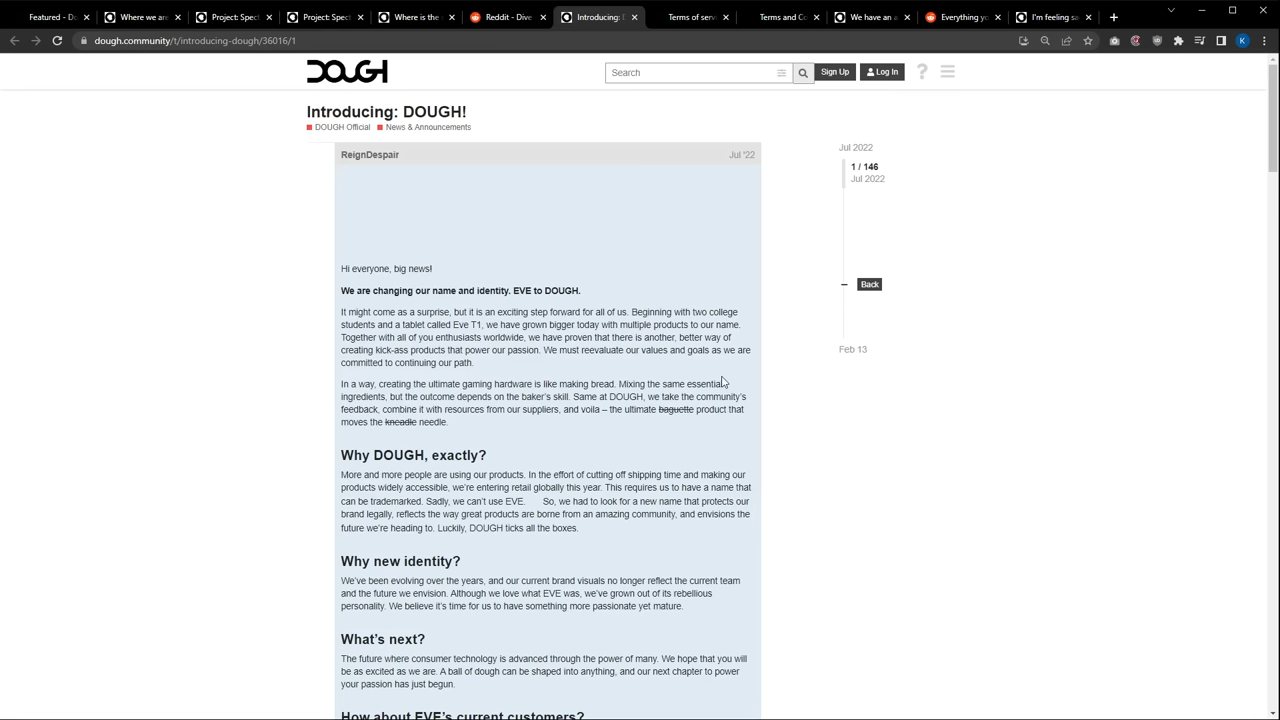 Featured - Do
Where we are
Project: Spect
Project: Spect
Where is the
Reddit - Dive
Introducing: D
Terms of serv
Terms and Co
We have an a
Everything yo
I'm feeling sa
dough.community/t/introducing-dough/36016/1
K
DOUGH
Search
Sign Up
Log In
?
Introducing: DOUGH!
DOUGH Official
News & Announcements
ReignDespair
Jul '22
Jul 2022
1 / 146
Jul 2022
Back
Feb 13
Hi everyone, big news!
We are changing our name and identity. EVE to DOUGH.
It might come as a surprise, but it is an exciting step forward for all of us. Beginning with two college
students and a tablet called Eve T1, we have grown bigger today with multiple products to our name.
Together with all of you enthusiasts worldwide, we have proven that there is another, better way of
creating kick-ass products that power our passion. We must reevaluate our values and goals as we are
committed to continuing our path.
In a way, creating the ultimate gaming hardware is like making bread. Mixing the same essential
ingredients, but the outcome depends on the baker's skill. Same at DOUGH, we take the community's
feedback, combine it with resources from our suppliers, and voila – the ultimate baguette product that
moves the kneadle needle.
Why DOUGH, exactly?
More and more people are using our products. In the effort of cutting off shipping time and making our
products widely accessible, we're entering retail globally this year. This requires us to have a name that
can be trademarked. Sadly, we can't use EVE. So, we had to look for a new name that protects our
brand legally, reflects the way great products are borne from an amazing community, and envisions the
future we're heading to. Luckily, DOUGH ticks all the boxes.
Why new identity?
We've been evolving over the years, and our current brand visuals no longer reflect the current team
and the future we envision. Although we love what EVE was, we've grown out of its rebellious
personality. We believe it's time for us to have something more passionate yet mature.
What's next?
The future where consumer technology is advanced through the power of many. We hope that you will
be as excited as we are. A ball of dough can be shaped into anything, and our next chapter to power
your passion has just begun.
How about EVE's current customers?